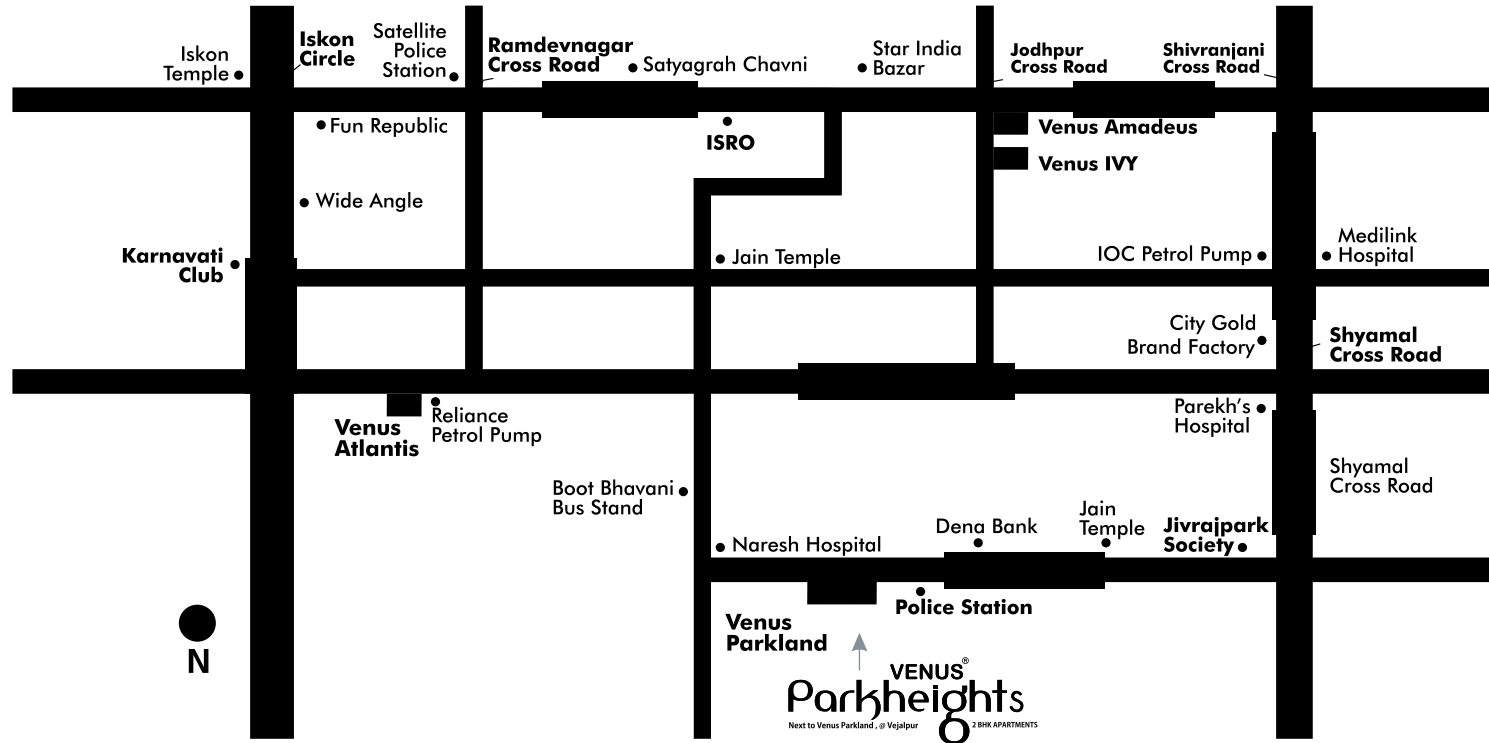 Iskon
Temple
Iskon
Circle
Satellite
Police
Station
Ramdevnagar
Cross Road
Satyagrah Chavni
Star India
Bazar
Jodhpur
Cross Road
Shivranjani
Cross Road
Fun Republic
ISRO
Venus Amadeus
Venus IVY
Wide Angle
Karnavati
Club
Jain Temple
IOC Petrol Pump
Medilink
Hospital
City Gold
Brand Factory
Shyamal
Cross Road
Venus
Atlantis
Reliance
Petrol Pump
Parekh's
Hospital
Boot Bhavani
Bus Stand
Shyamal
Cross Road
Naresh Hospital
Dena Bank
Jain
Temple
Jivrajpark
Society
Venus
Parkland
Police Station
N
VENUS®
Parkheights
Next to Venus Parkland , @ Vejalpur
2 BHK APARTMENTS